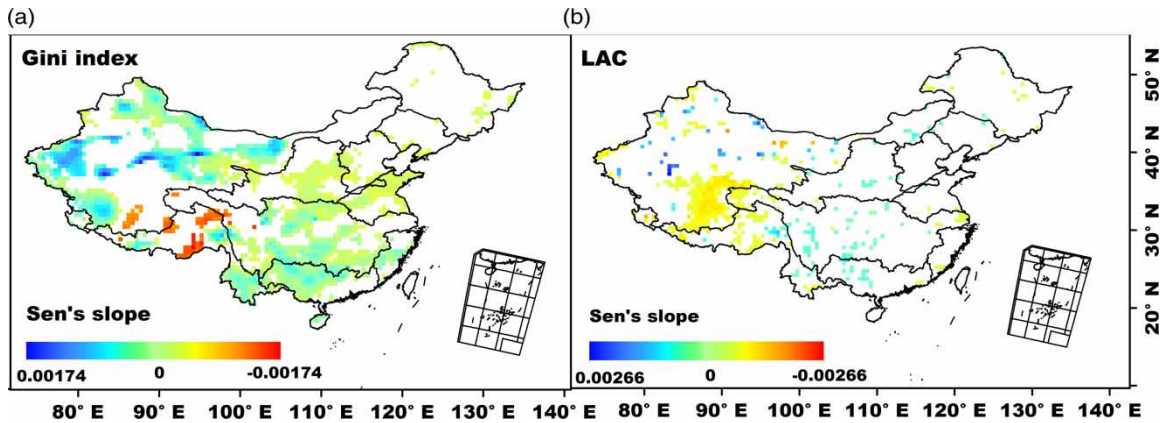 (a)
(b)
Gini index
LAC
50° N
40° N
30° N
20° N
Sen's slope
Sen's slope
0.00174 0 -0.00174
0.00266 0 -0.00266
80° E 90° E 100° E 110° E 120° E 130° E 140° E
80° E 90° E 100° E 110° E 120° E 130° E 140° E